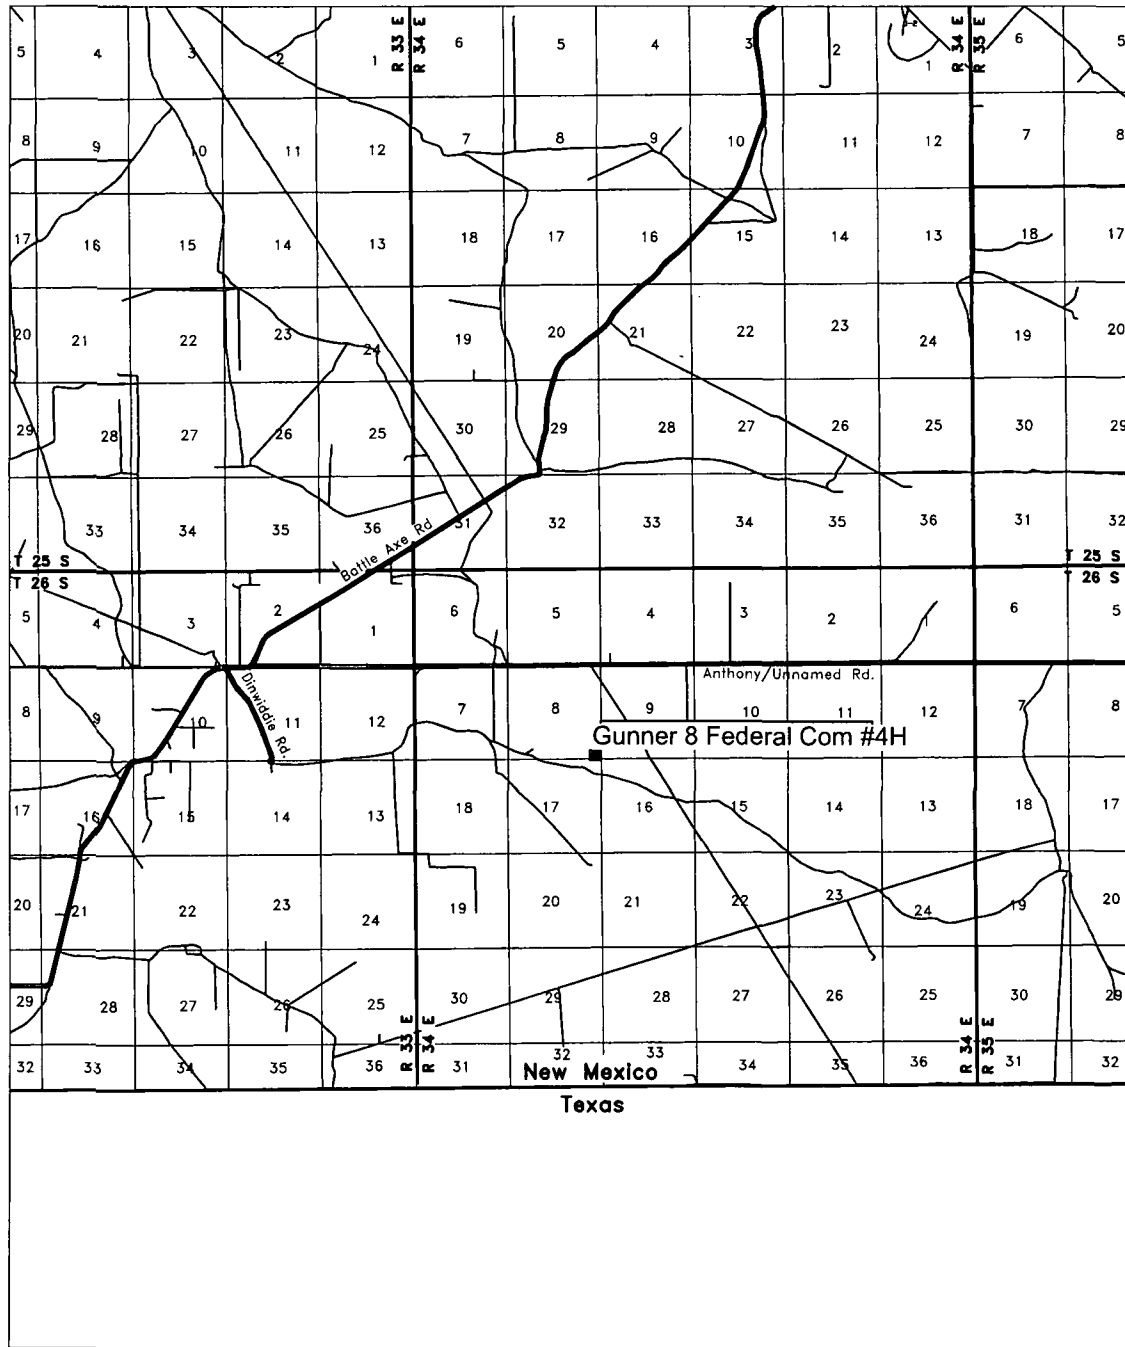 5 4 3 2 1 6 5 4 3 2 1 6 5
R 33 E
R 34 E
R 34 E
R 35 E
8 9 10 11 12 7 8 9 10 11 12 7 8
17 16 15 14 13 18 17 16 15 14 13 18 17
20 21 22 23 24 19 20 21 22 23 24 19 20
29 28 27 26 25 30 29 28 27 26 25 30 29
33 34 35 36 31 32 33 34 35 36 31 32
Battle Axe Rd
T 25 S T 25 S
T 26 S T 26 S
5 4 3 2 1 6 5 4 3 2 6 5
Anthony/Unnamed Rd.
Dinwiddie Rd.
8 9 10 11 12 7 8 9 10 11 12 7 8
Gunner 8 Federal Com #4H
17 16 15 14 13 18 17 16 15 14 13 18 17
20 21 22 23 24 19 20 21 22 23 24 19 20
29 28 27 26 25 30 29 28 27 26 25 30 29
R 33 E
R 34 E
R 34 E
R 35 E
32 33 34 35 36 31 32 33 34 35 36 31 32
New Mexico
Texas